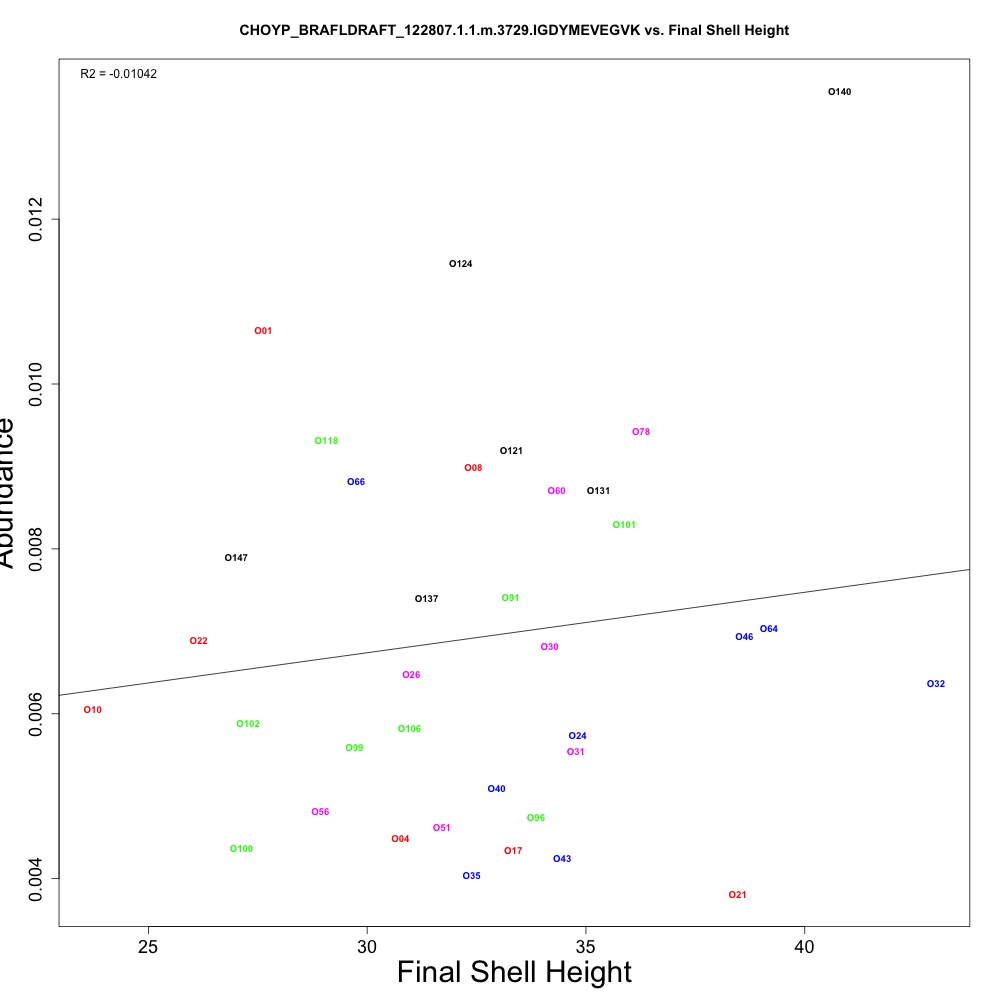 CHOYP_BRAFLDRAFT_122807.1.1.m.3729.IGDYMEVEGVK vs. Final Shell Height
R2 = -0.01042
O140
0.012
O124
O01
0.010
O78
O118
O121
O08
O66
O60
O131
O101
Abundance
0.008
O147
O137
O91
O64
O46
O22
O30
O26
O32
O10
0.006
O102
O106
O24
O99
O31
O40
O56
O96
O51
O04
O100
O17
O43
0.004
O35
O21
25 30 35 40
Final Shell Height